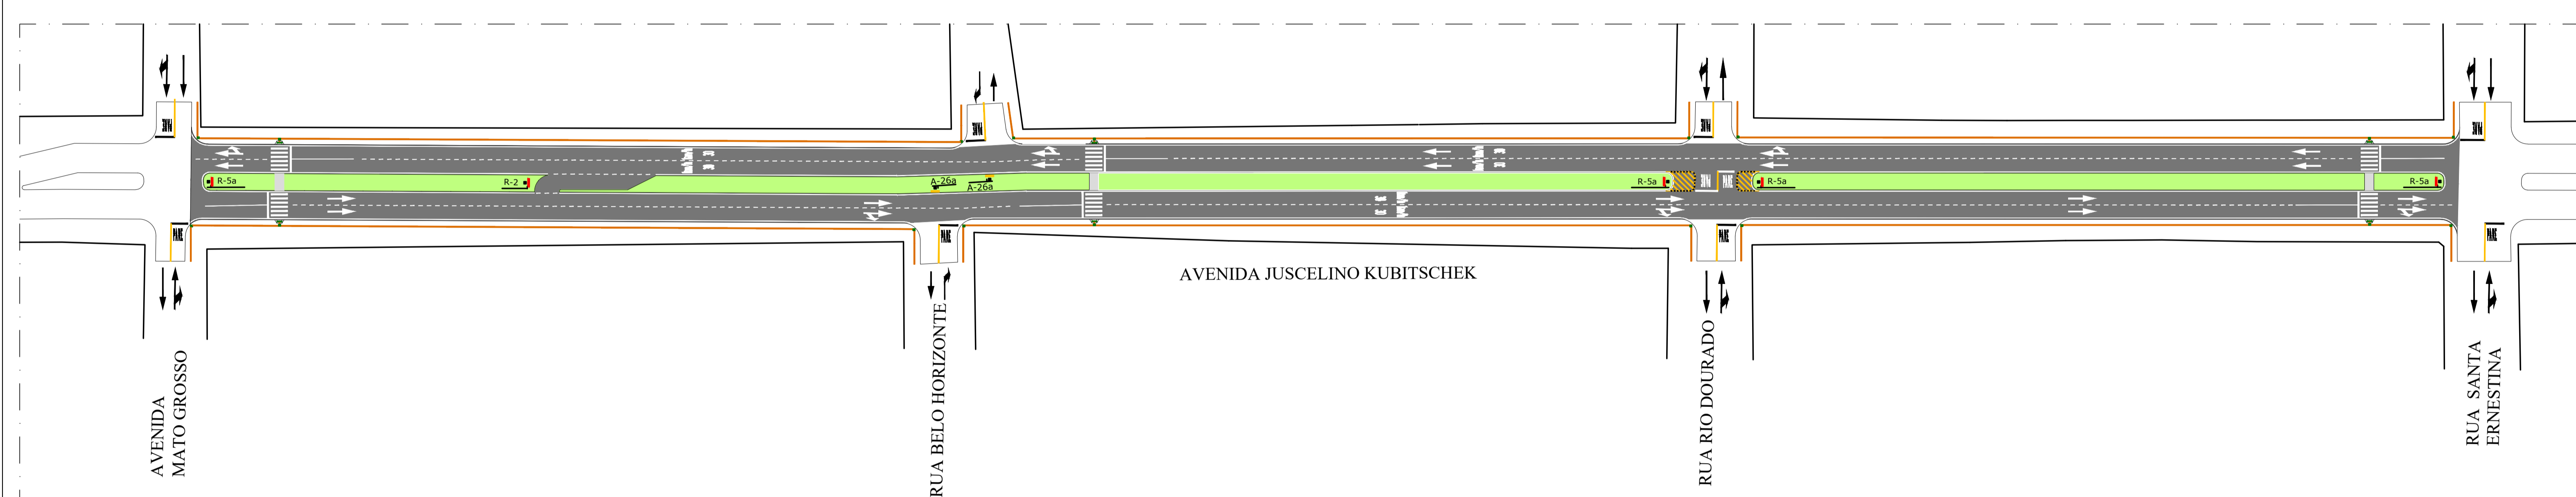 PARE
PARE
PARE
PARE
R-5a
R-2
A-26a
A-26a
R-5a
PARE
PARE
R-5a
R-5a
PARE
PARE
PARE
PARE
AVENIDA JUSCELINO KUBITSCHEK
AVENIDA
MATO GROSSO
RUA BELO HORIZONTE
RUA RIO DOURADO
RUA SANTA
ERNESTINA